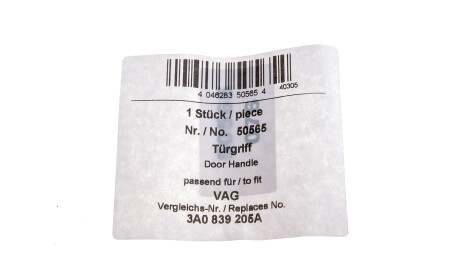 4 046283 50565 4
40305
1 Stück / piece
Nr. / No. 50565
Türgriff
Door Handle
passend für / to fit
VAG
Vergleichs-Nr. / Replaces No.
3A0 839 205A